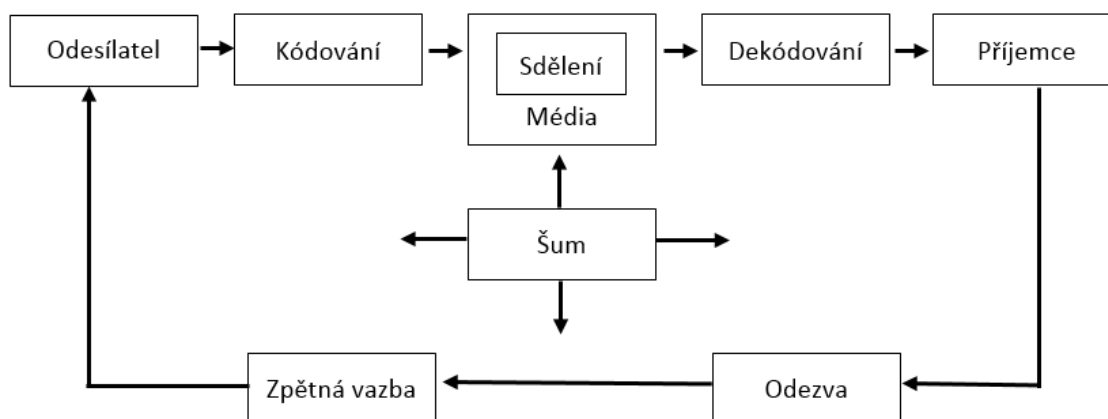 Odesílatel
Kódování
Sdělení
Média
Dekódování
Příjemce
Šum
Zpětná vazba
Odezva